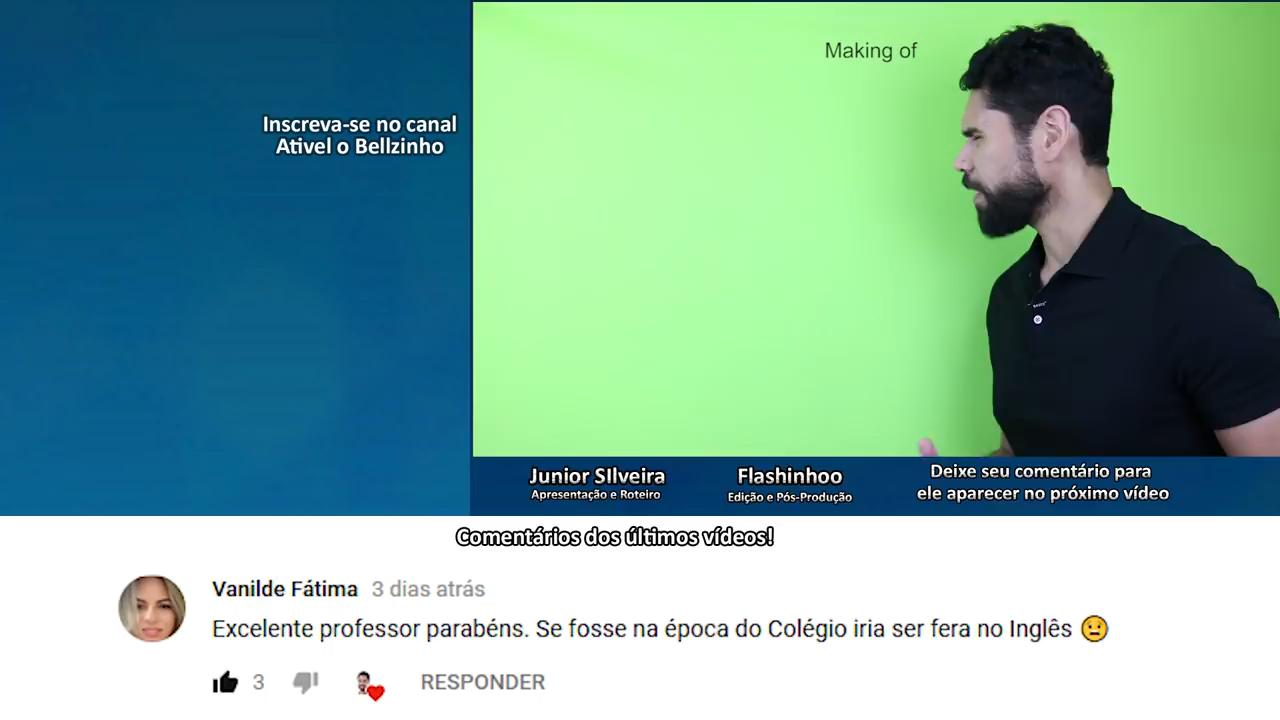 Making of
Inscreva-se no canal
Ativel o Bellzinho
Junior SIlveira
Apresentação e Roteiro
Flashinhoo
Edição e Pós-Produção
Deixe seu comentário para
ele aparecer no próximo vídeo
Comentários dos últimos vídeos!
Vanilde Fátima 3 dias atrás
Excelente professor parabéns. Se fosse na época do Colégio iria ser fera no Inglês 😉
3 RESPONDER